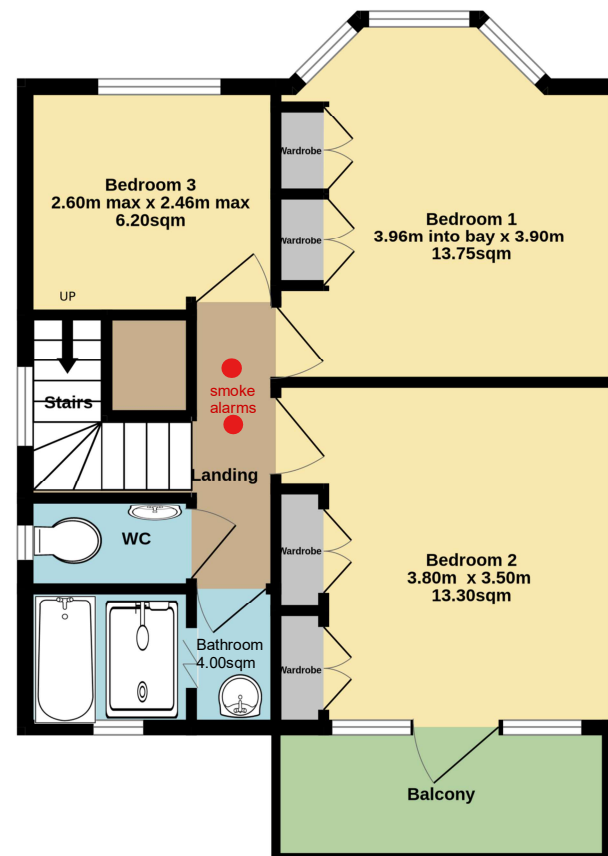 Bedroom 3
2.60m max x 2.46m max
6.20sqm
Wardrobe
Wardrobe
Bedroom 1
3.96m into bay x 3.90m
13.75sqm
UP
Stairs
smoke
alarms
Landing
WC
Wardrobe
Bedroom 2
3.80m x 3.50m
13.30sqm
Bathroom
4.00sqm
Wardrobe
Balcony